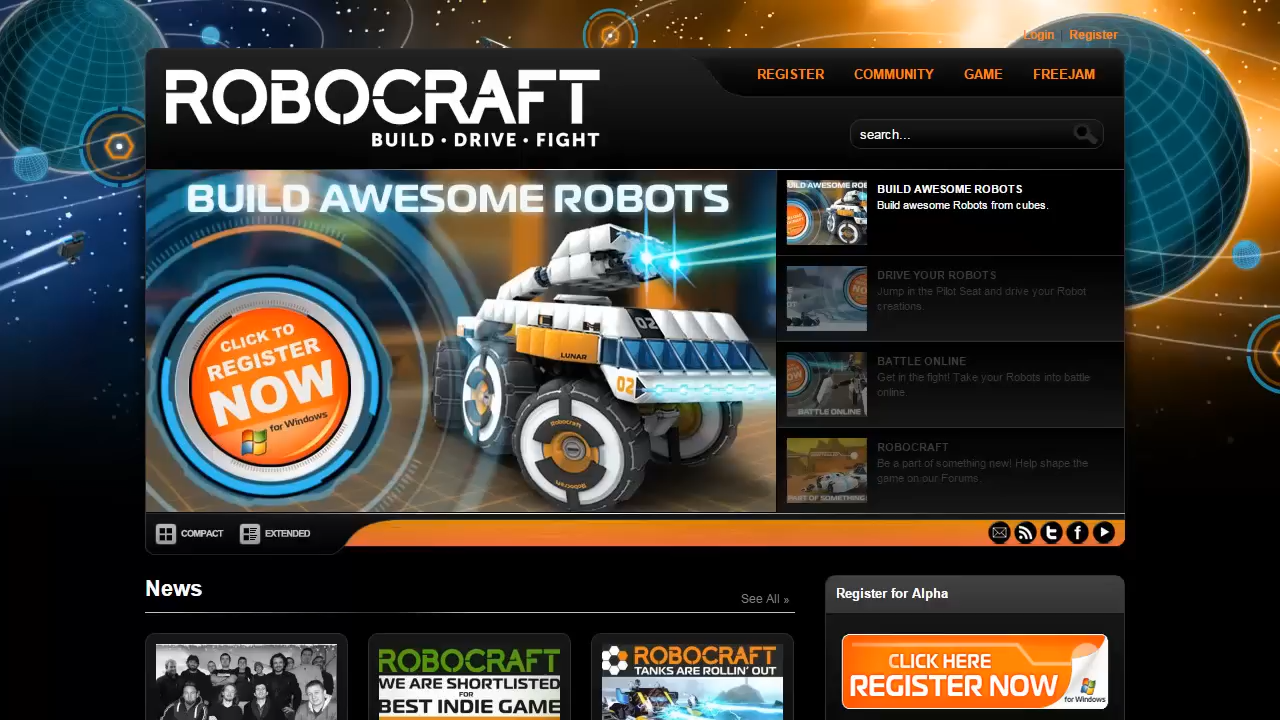 Login | Register
ROBOCRAFT
BUILD · DRIVE · FIGHT
REGISTER
COMMUNITY
GAME
FREEJAM
search...
BUILD AWESOME ROBOTS
CLICK TO
REGISTER
NOW
for Windows
LUNAR
02
02
Robocraft
Robocraft
BUILD AWESOME ROBOTS
Build awesome Robots from cubes.
DRIVE YOUR ROBOTS
Jump in the Pilot Seat and drive your Robot
creations.
BATTLE ONLINE
BATTLE ONLINE
Get in the fight! Take your Robots into battle
online.
PART OF SOMETHING
ROBOCRAFT
Be a part of something new! Help shape the
game on our Forums.
COMPACT
EXTENDED
News
See All »
ROBOCRAFT
WE ARE SHORTLISTED
FOR
BEST INDIE GAME
ROBOCRAFT
TANKS ARE ROLLIN' OUT
Register for Alpha
CLICK HERE
REGISTER NOW
for Windows